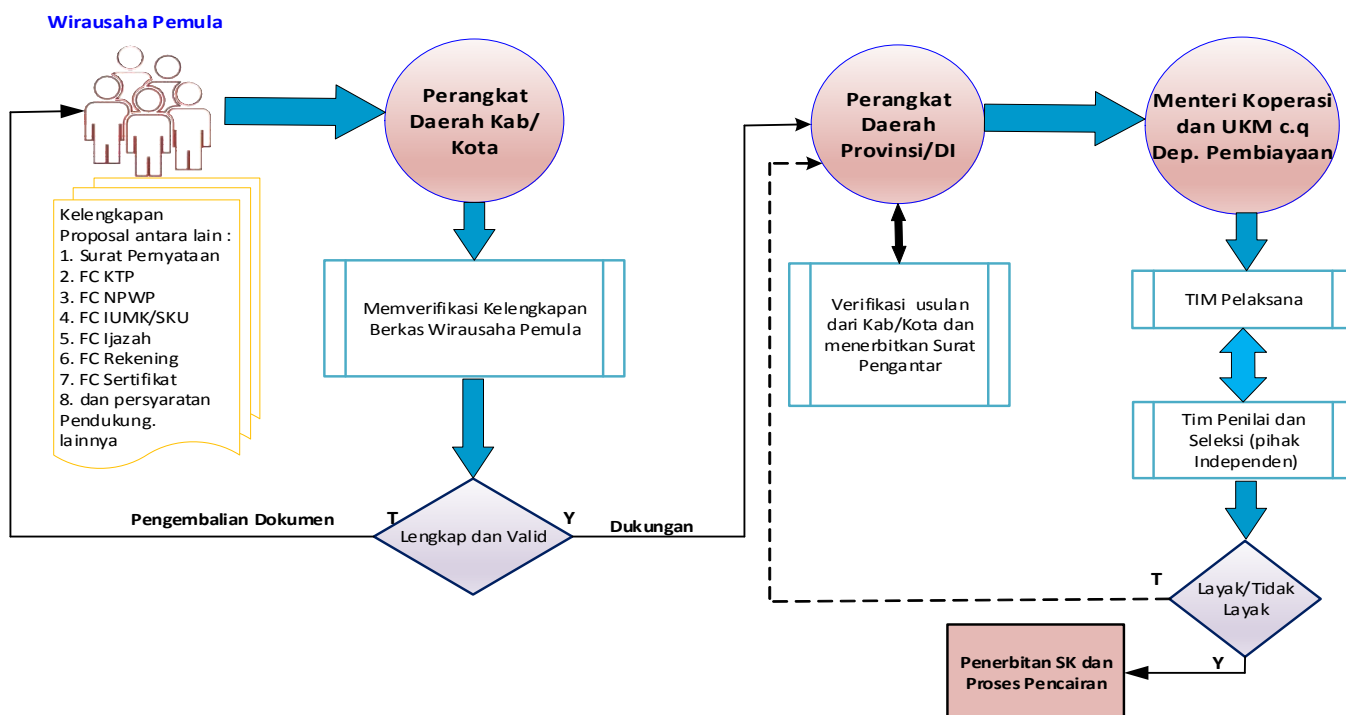 Wirausaha Pemula
Kelengkapan
Proposal antara lain :
1. Surat Pernyataan
2. FC KTP
3. FC NPWP
4. FC IUMK/SKU
5. FC Ijazah
6. FC Rekening
7. FC Sertifikat
8. dan persyaratan
Pendukung.
lainnya
Perangkat
Daerah Kab/
Kota
Memverifikasi Kelengkapan
Berkas Wirausaha Pemula
Lengkap dan Valid
T
Pengembalian Dokumen
Y
Dukungan
Perangkat
Daerah
Provinsi/DI
Verifikasi usulan
dari Kab/Kota dan
menerbitkan Surat
Pengantar
Menteri Koperasi
dan UKM c.q
Dep. Pembiayaan
TIM Pelaksana
Tim Penilai dan
Seleksi (pihak
Independen)
Layak/Tidak
Layak
T
Y
Penerbitan SK dan
Proses Pencairan